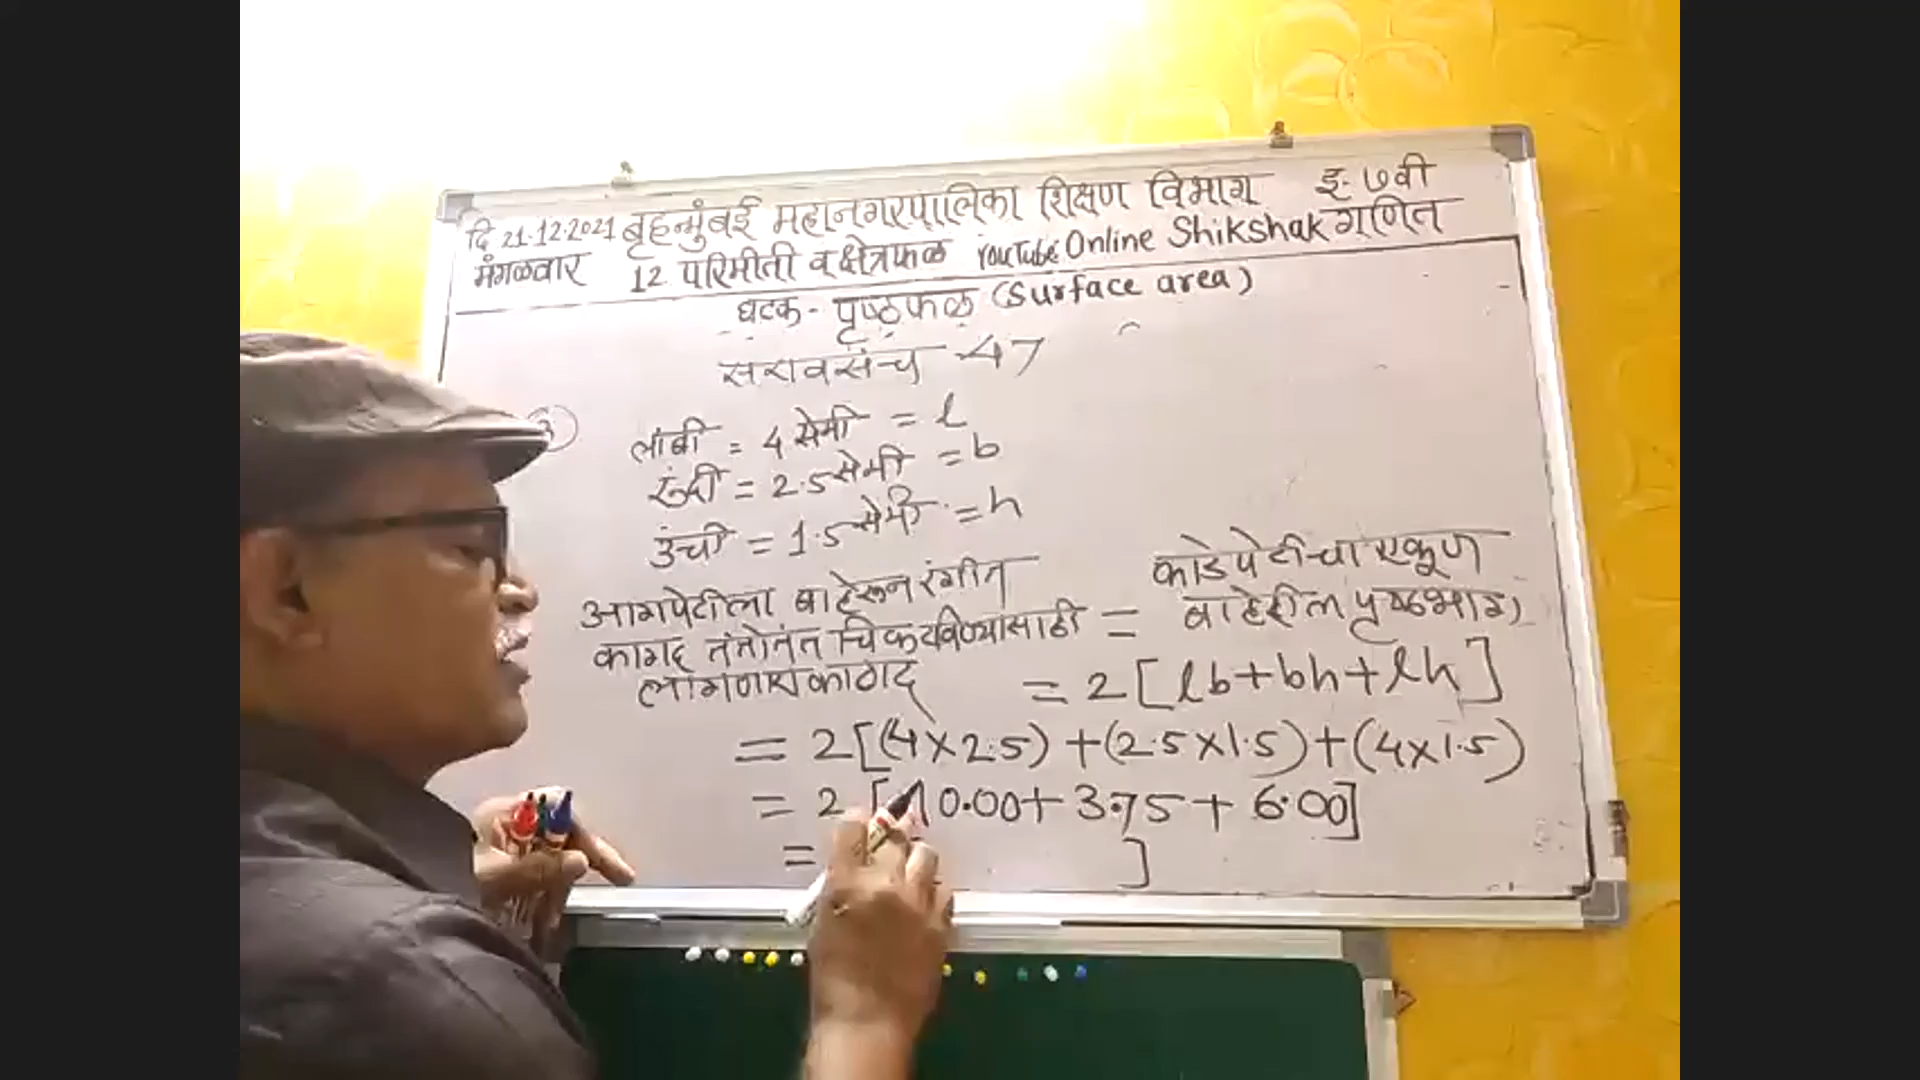 दि 21.12.2021 बृहन्मुंबई महानगरपालिका शिक्षण विभाग इ. ७वी
मंगळवार 12 परिमीती व क्षेत्रफळ YouTube Online Shikshak गणित
घटक - पृष्ठफळ (Surface area)
सरावसंच 47
3
लांबी = 4 सेमी = l
रुंदी = 2.5 सेमी = b
उंची = 1.5 सेमी = h
आगपेटीला बाहेरून रंगीत
कागद तंतोतंत चिकटविण्यासाठी
लागणारा कागद
= काडेपेटीचा एकूण
बाहेरील पृष्ठभाग
= 2 [lb+bh+lh]
= 2[(4×2.5) +(2.5×1.5)+(4×1.5)
= 2 [10.00+ 3.75 + 6.00]
= ]